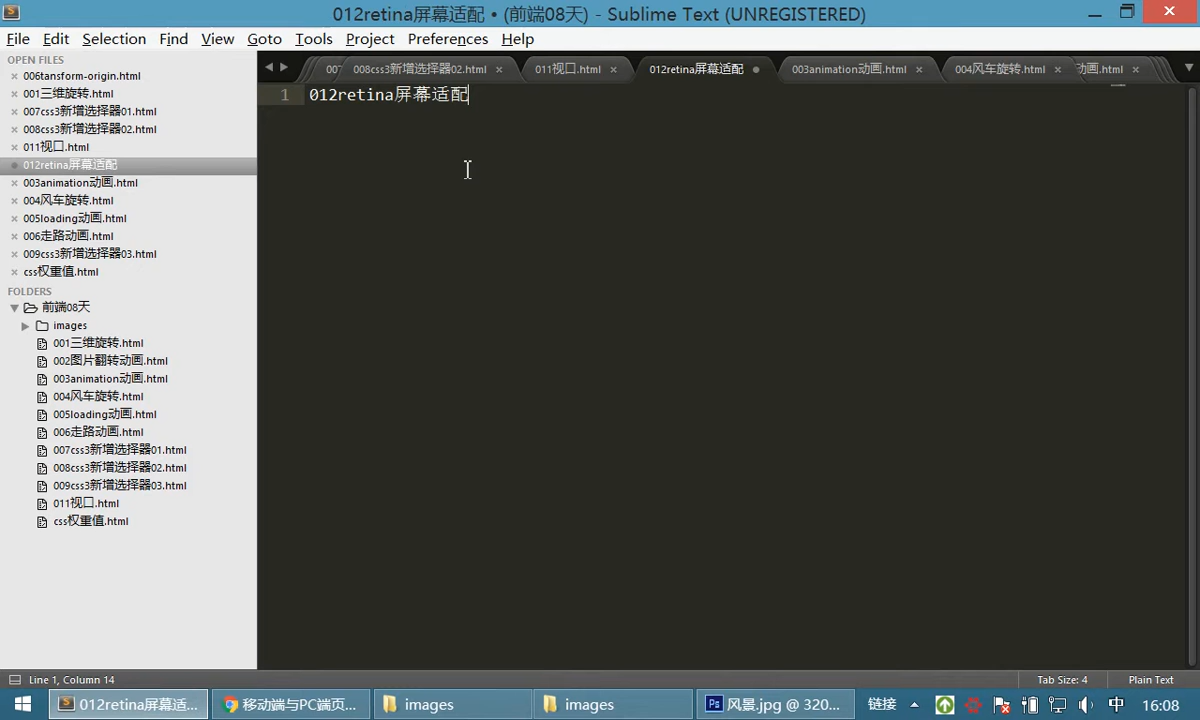 012retina屏幕适配 • (前端08天) - Sublime Text (UNREGISTERED)
File Edit Selection Find View Goto Tools Project Preferences Help
OPEN FILES
006tansform-origin.html
001三维旋转.html
007css3新增选择器01.html
008css3新增选择器02.html
011视口.html
012retina屏幕适配
003animation动画.html
004风车旋转.html
005loading动画.html
006走路动画.html
009css3新增选择器03.html
css权重值.html
FOLDERS
前端08天
images
001三维旋转.html
002图片翻转动画.html
003animation动画.html
004风车旋转.html
005loading动画.html
006走路动画.html
007css3新增选择器01.html
008css3新增选择器02.html
009css3新增选择器03.html
011视口.html
css权重值.html
007 008css3新增选择器02.html 011视口.html 012retina屏幕适配 003animation动画.html 004风车旋转.html 动画.html
1 012retina屏幕适配
Line 1, Column 14 Tab Size: 4 Plain Text
012retina屏幕适... 移动端与PC端页... images images 风景.jpg @ 320... 链接 中 16:08